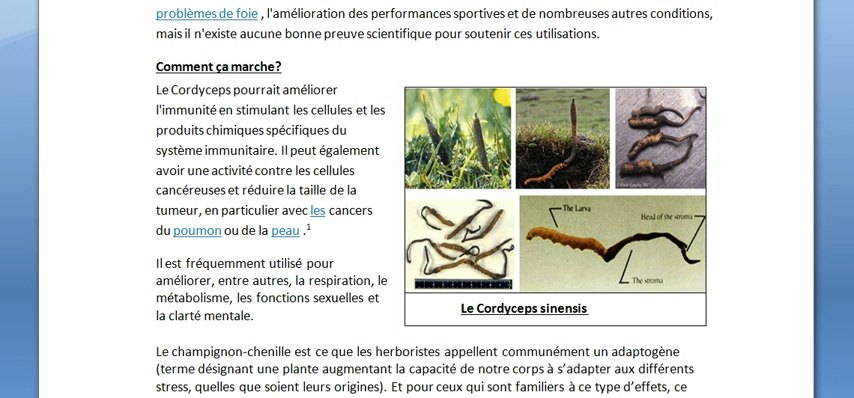 problèmes de foie , l'amélioration des performances sportives et de nombreuses autres conditions,
mais il n'existe aucune bonne preuve scientifique pour soutenir ces utilisations.
Comment ça marche?
Le Cordyceps pourrait améliorer
l'immunité en stimulant les cellules et les
produits chimiques spécifiques du
système immunitaire. Il peut également
avoir une activité contre les cellules
cancéreuses et réduire la taille de la
tumeur, en particulier avec les cancers
du poumon ou de la peau .1
Il est fréquemment utilisé pour
améliorer, entre autres, la respiration, le
métabolisme, les fonctions sexuelles et
la clarté mentale.
The Larva
Head of the stroma
The stroma
Le Cordyceps sinensis
Le champignon-chenille est ce que les herboristes appellent communément un adaptogène
(terme désignant une plante augmentant la capacité de notre corps à s’adapter aux différents
stress, quelles que soient leurs origines). Et pour ceux qui sont familiers à ce type d’effets, ce